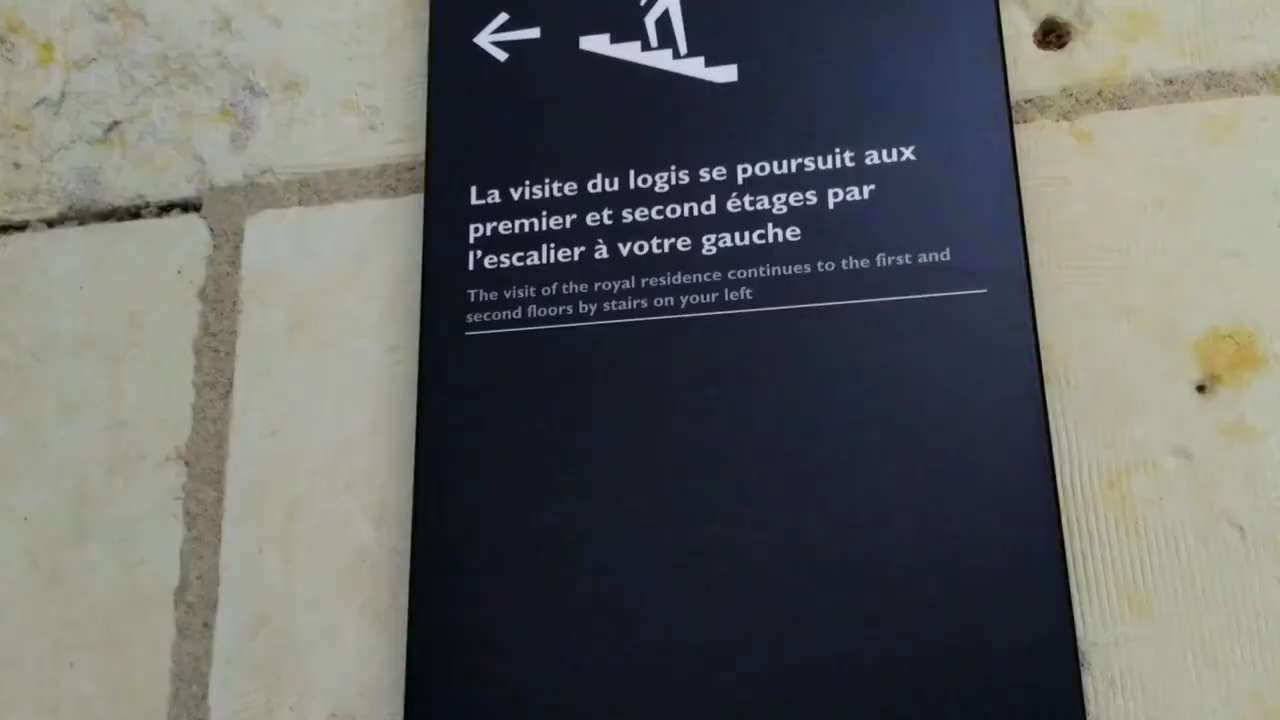 La visite du logis se poursuit aux
premier et second étages par
l'escalier à votre gauche
The visit of the royal residence continues to the first and
second floors by stairs on your left